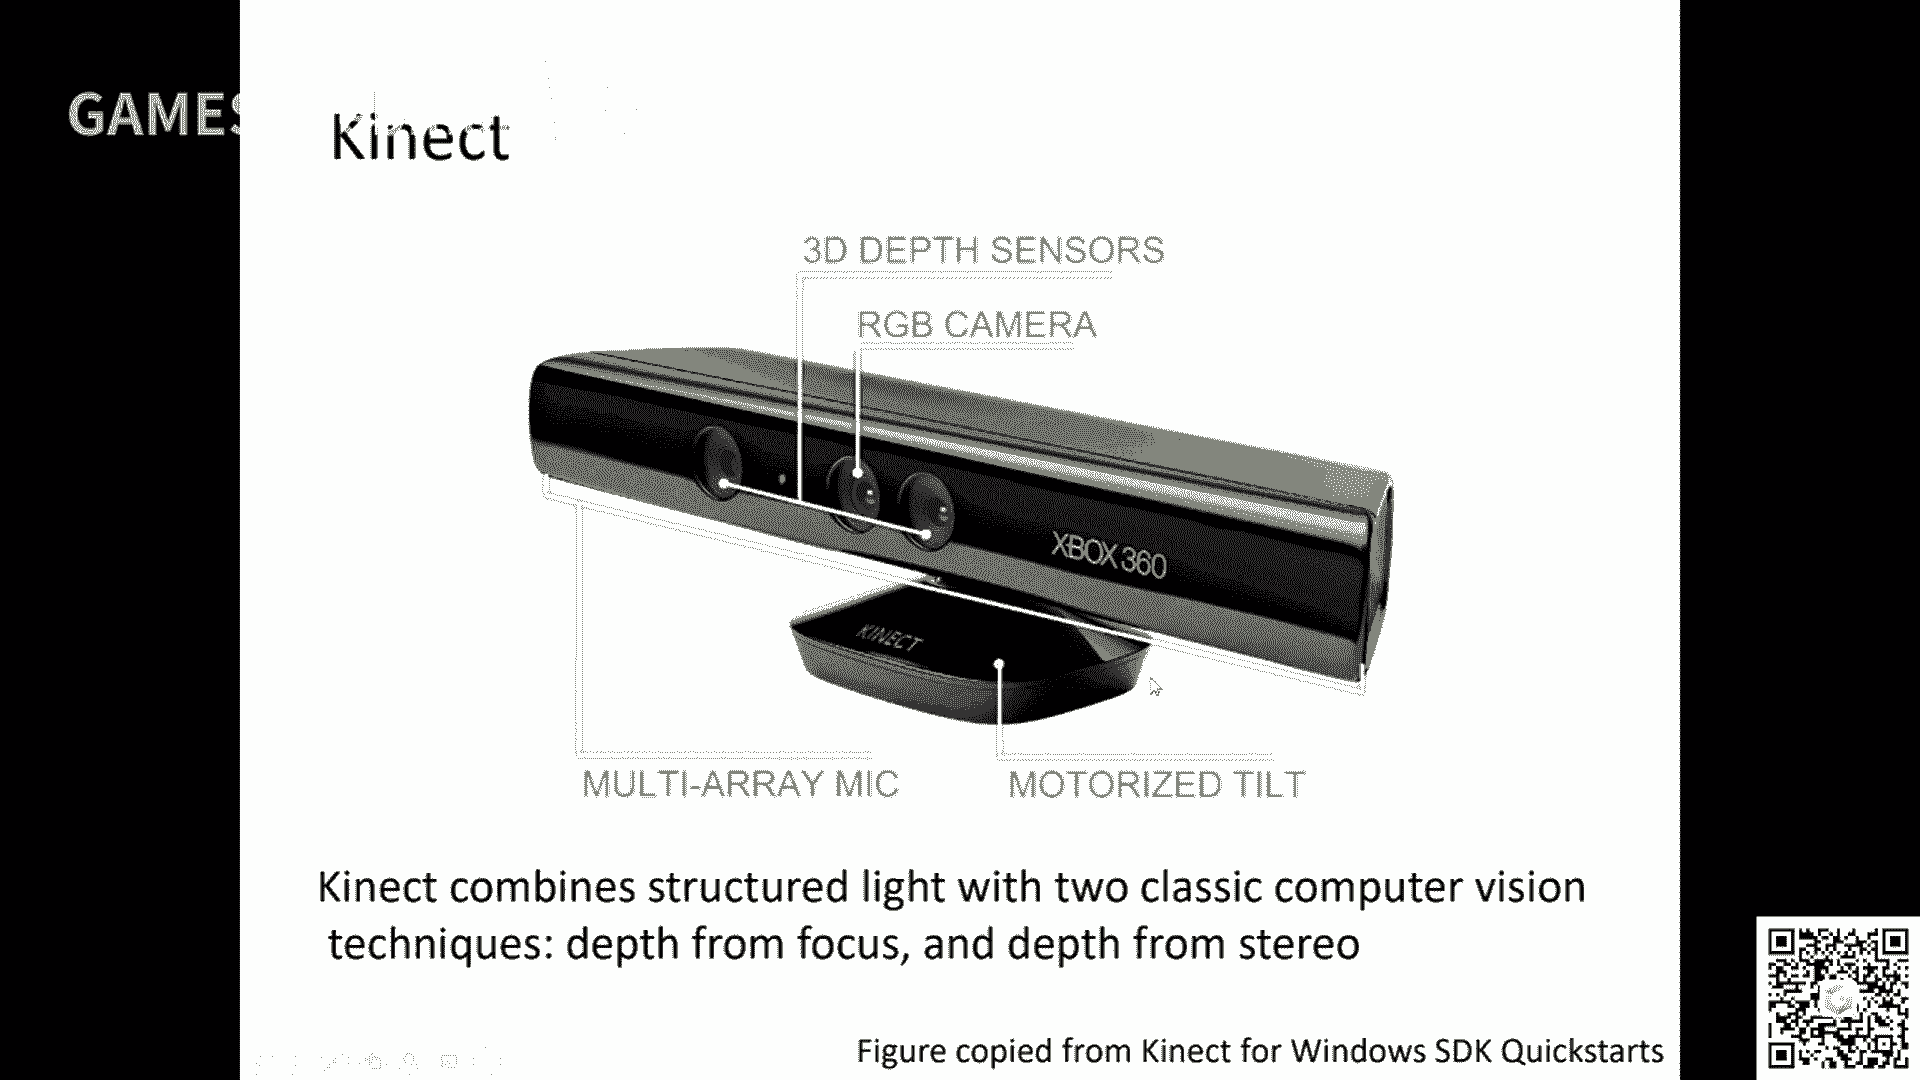 GAMES
Kinect
3D DEPTH SENSORS
RGB CAMERA
XBOX 360
KINECT
MULTI-ARRAY MIC
MOTORIZED TILT
Kinect combines structured light with two classic computer vision
techniques: depth from focus, and depth from stereo
Figure copied from Kinect for Windows SDK Quickstarts